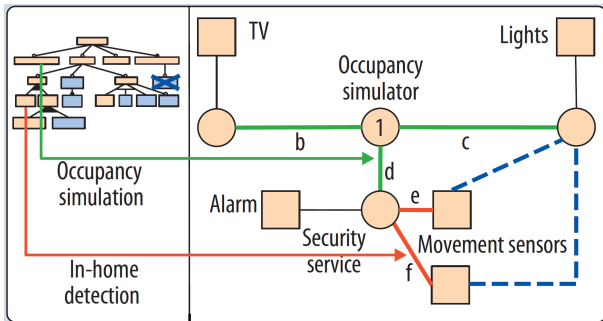 TV
Lights
Occupancy
simulator
1
b
c
d
Occupancy
simulation
e
Alarm
Security
service
Movement sensors
f
In-home
detection